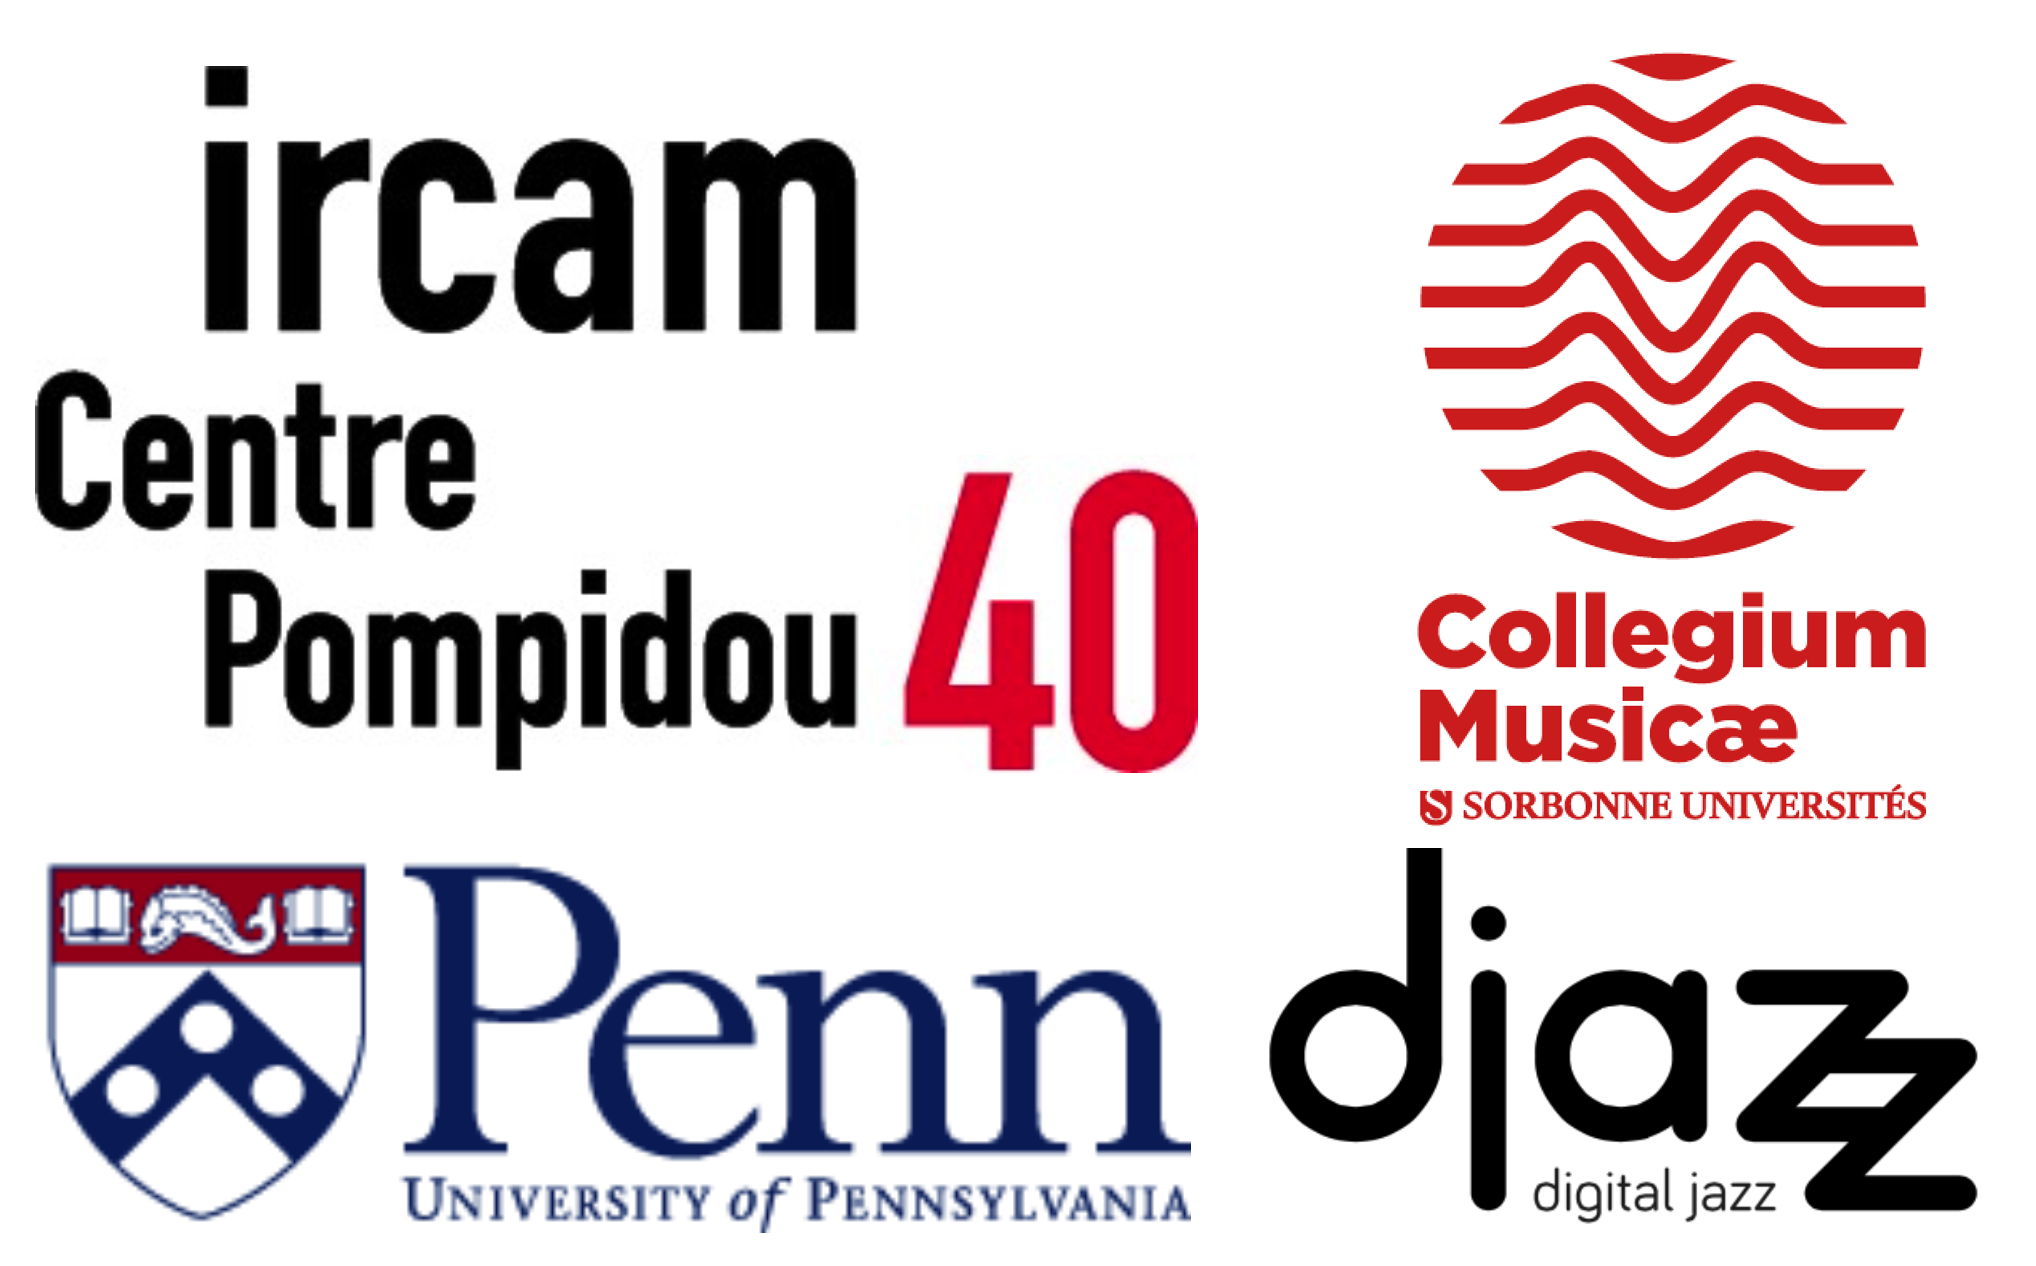 ircam
Centre
Pompidou 40
Collegium
Musicæ
S SORBONNE UNIVERSITÉS
Penn
UNIVERSITY of PENNSYLVANIA
djazz
digital jazz